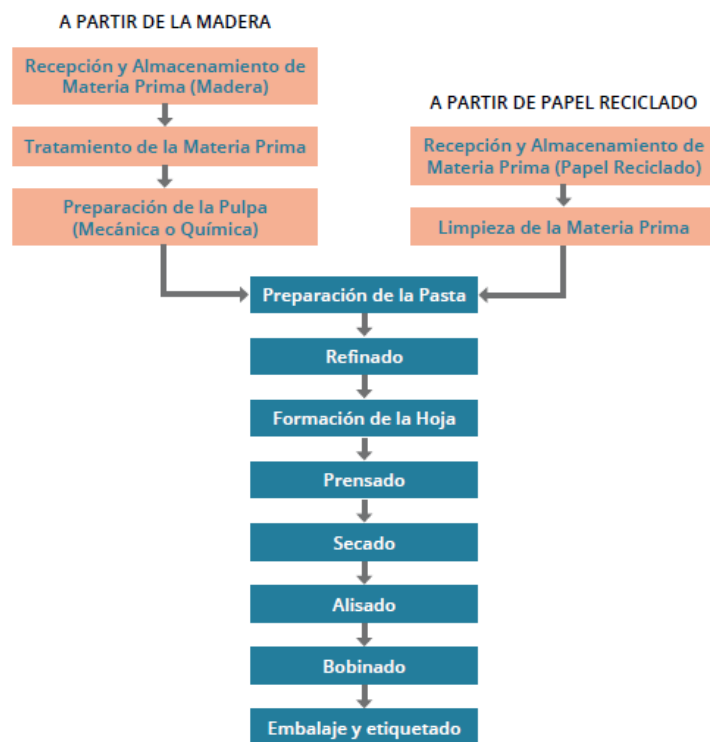 A PARTIR DE LA MADERA
Recepción y Almacenamiento de
Materia Prima (Madera)
Tratamiento de la Materia Prima
Preparación de la Pulpa
(Mecánica o Química)
A PARTIR DE PAPEL RECICLADO
Recepción y Almacenamiento de
Materia Prima (Papel Reciclado)
Limpieza de la Materia Prima
Preparación de la Pasta
Refinado
Formación de la Hoja
Prensado
Secado
Alisado
Bobinado
Embalaje y etiquetado